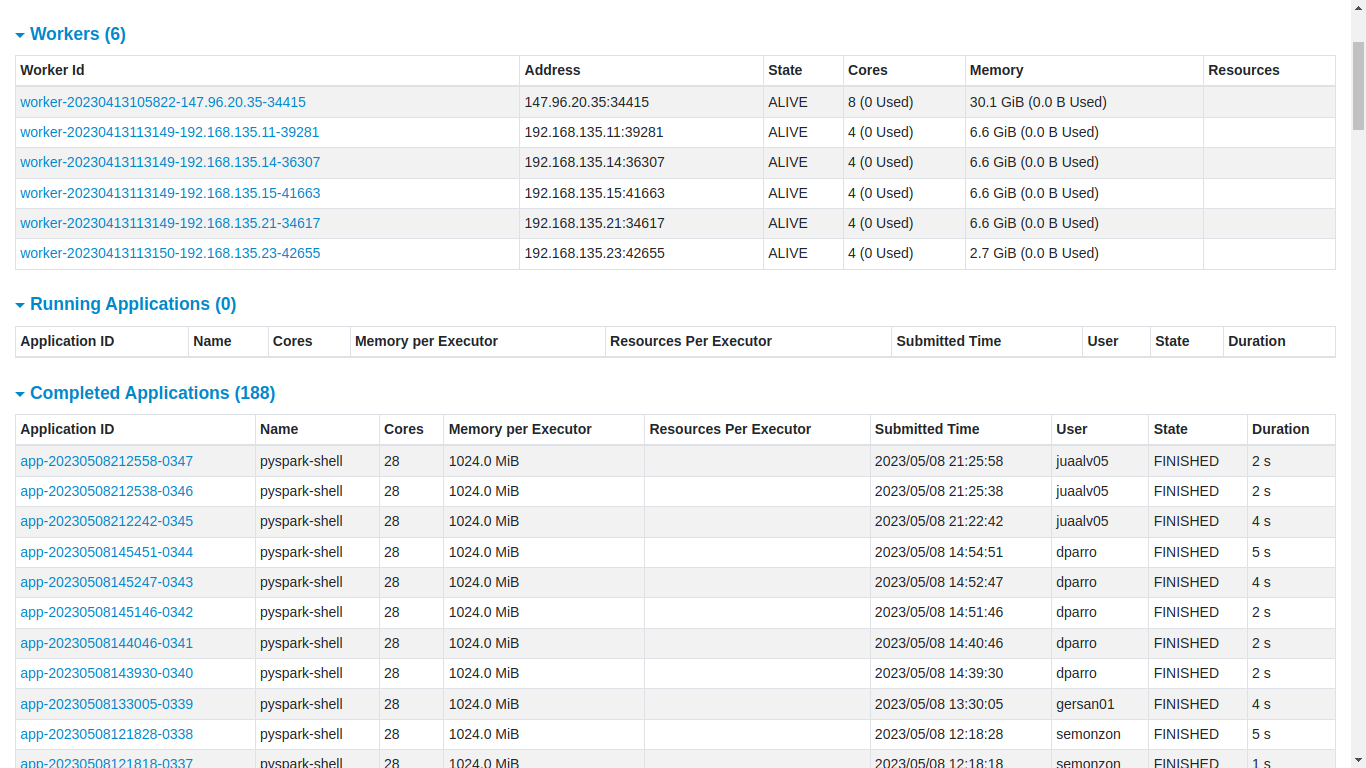 Workers (6)
Worker Id Address State Cores Memory Resources
worker-20230413105822-147.96.20.35-34415 147.96.20.35:34415 ALIVE 8 (0 Used) 30.1 GiB (0.0 B Used)
worker-20230413113149-192.168.135.11-39281 192.168.135.11:39281 ALIVE 4 (0 Used) 6.6 GiB (0.0 B Used)
worker-20230413113149-192.168.135.14-36307 192.168.135.14:36307 ALIVE 4 (0 Used) 6.6 GiB (0.0 B Used)
worker-20230413113149-192.168.135.15-41663 192.168.135.15:41663 ALIVE 4 (0 Used) 6.6 GiB (0.0 B Used)
worker-20230413113149-192.168.135.21-34617 192.168.135.21:34617 ALIVE 4 (0 Used) 6.6 GiB (0.0 B Used)
worker-20230413113150-192.168.135.23-42655 192.168.135.23:42655 ALIVE 4 (0 Used) 2.7 GiB (0.0 B Used)
Running Applications (0)
Application ID Name Cores Memory per Executor Resources Per Executor Submitted Time User State Duration
Completed Applications (188)
Application ID Name Cores Memory per Executor Resources Per Executor Submitted Time User State Duration
app-20230508212558-0347 pyspark-shell 28 1024.0 MiB 2023/05/08 21:25:58 juaalv05 FINISHED 2 s
app-20230508212538-0346 pyspark-shell 28 1024.0 MiB 2023/05/08 21:25:38 juaalv05 FINISHED 2 s
app-20230508212242-0345 pyspark-shell 28 1024.0 MiB 2023/05/08 21:22:42 juaalv05 FINISHED 4 s
app-20230508145451-0344 pyspark-shell 28 1024.0 MiB 2023/05/08 14:54:51 dparro FINISHED 5 s
app-20230508145247-0343 pyspark-shell 28 1024.0 MiB 2023/05/08 14:52:47 dparro FINISHED 4 s
app-20230508145146-0342 pyspark-shell 28 1024.0 MiB 2023/05/08 14:51:46 dparro FINISHED 2 s
app-20230508144046-0341 pyspark-shell 28 1024.0 MiB 2023/05/08 14:40:46 dparro FINISHED 2 s
app-20230508143930-0340 pyspark-shell 28 1024.0 MiB 2023/05/08 14:39:30 dparro FINISHED 2 s
app-20230508133005-0339 pyspark-shell 28 1024.0 MiB 2023/05/08 13:30:05 gersan01 FINISHED 4 s
app-20230508121828-0338 pyspark-shell 28 1024.0 MiB 2023/05/08 12:18:28 semonzon FINISHED 5 s
app-20230508121818-0337 pyspark-shell 28 1024.0 MiB 2023/05/08 12:18:18 semonzon FINISHED 1 s